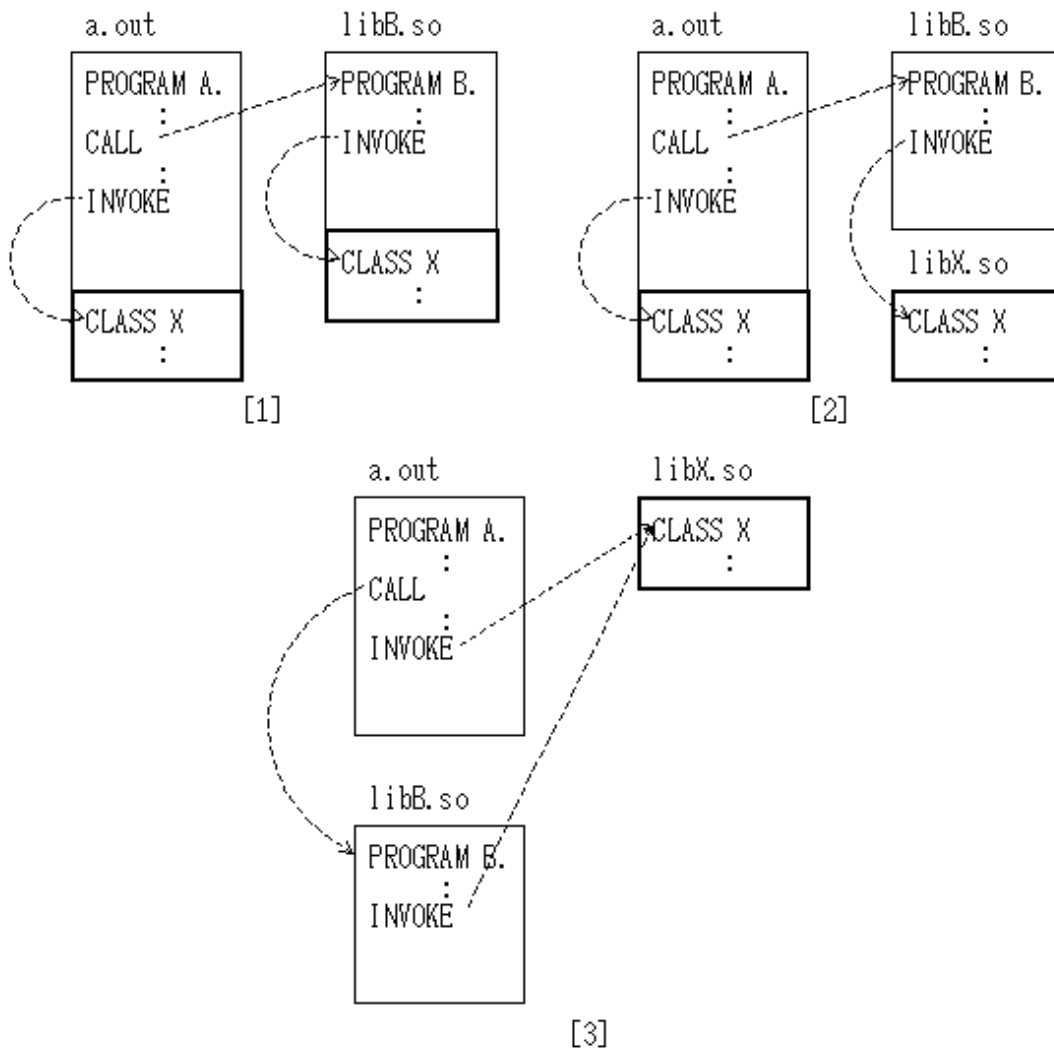 a.out
PROGRAM A.
:
CALL
:
INVOKE
CLASS X
:
libB.so
PROGRAM B.
:
INVOKE
CLASS X
:
[1]
a.out
PROGRAM A.
:
CALL
:
INVOKE
CLASS X
:
libB.so
PROGRAM B.
:
INVOKE
libX.so
CLASS X
:
[2]
a.out
PROGRAM A.
:
CALL
:
INVOKE
libX.so
CLASS X
:
libB.so
PROGRAM B.
:
INVOKE
[3]